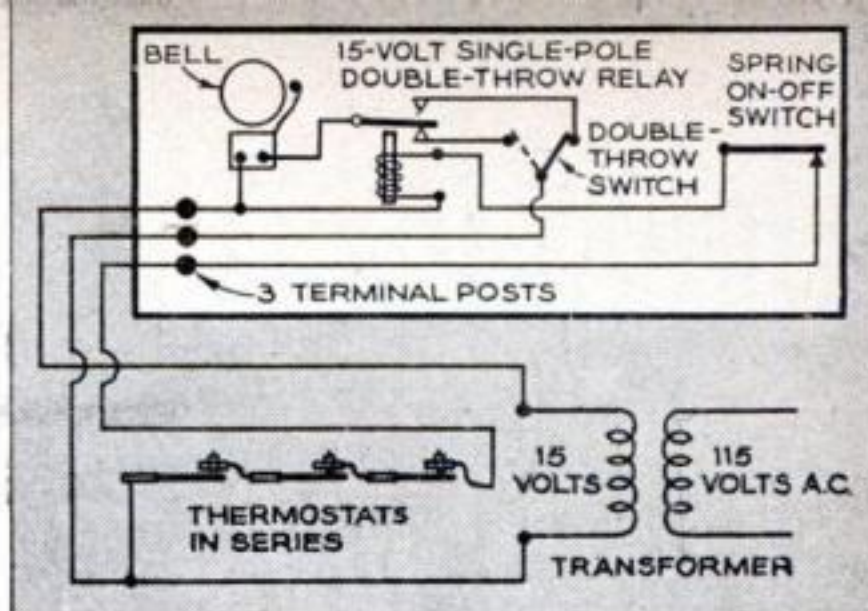 BELL
15-VOLT SINGLE-POLE
DOUBLE-THROW RELAY
SPRING
ON-OFF
SWITCH
DOUBLE-
THROW
SWITCH
3 TERMINAL POSTS
15
VOLTS
115
VOLTS A.C.
THERMOSTATS
IN SERIES
TRANSFORMER